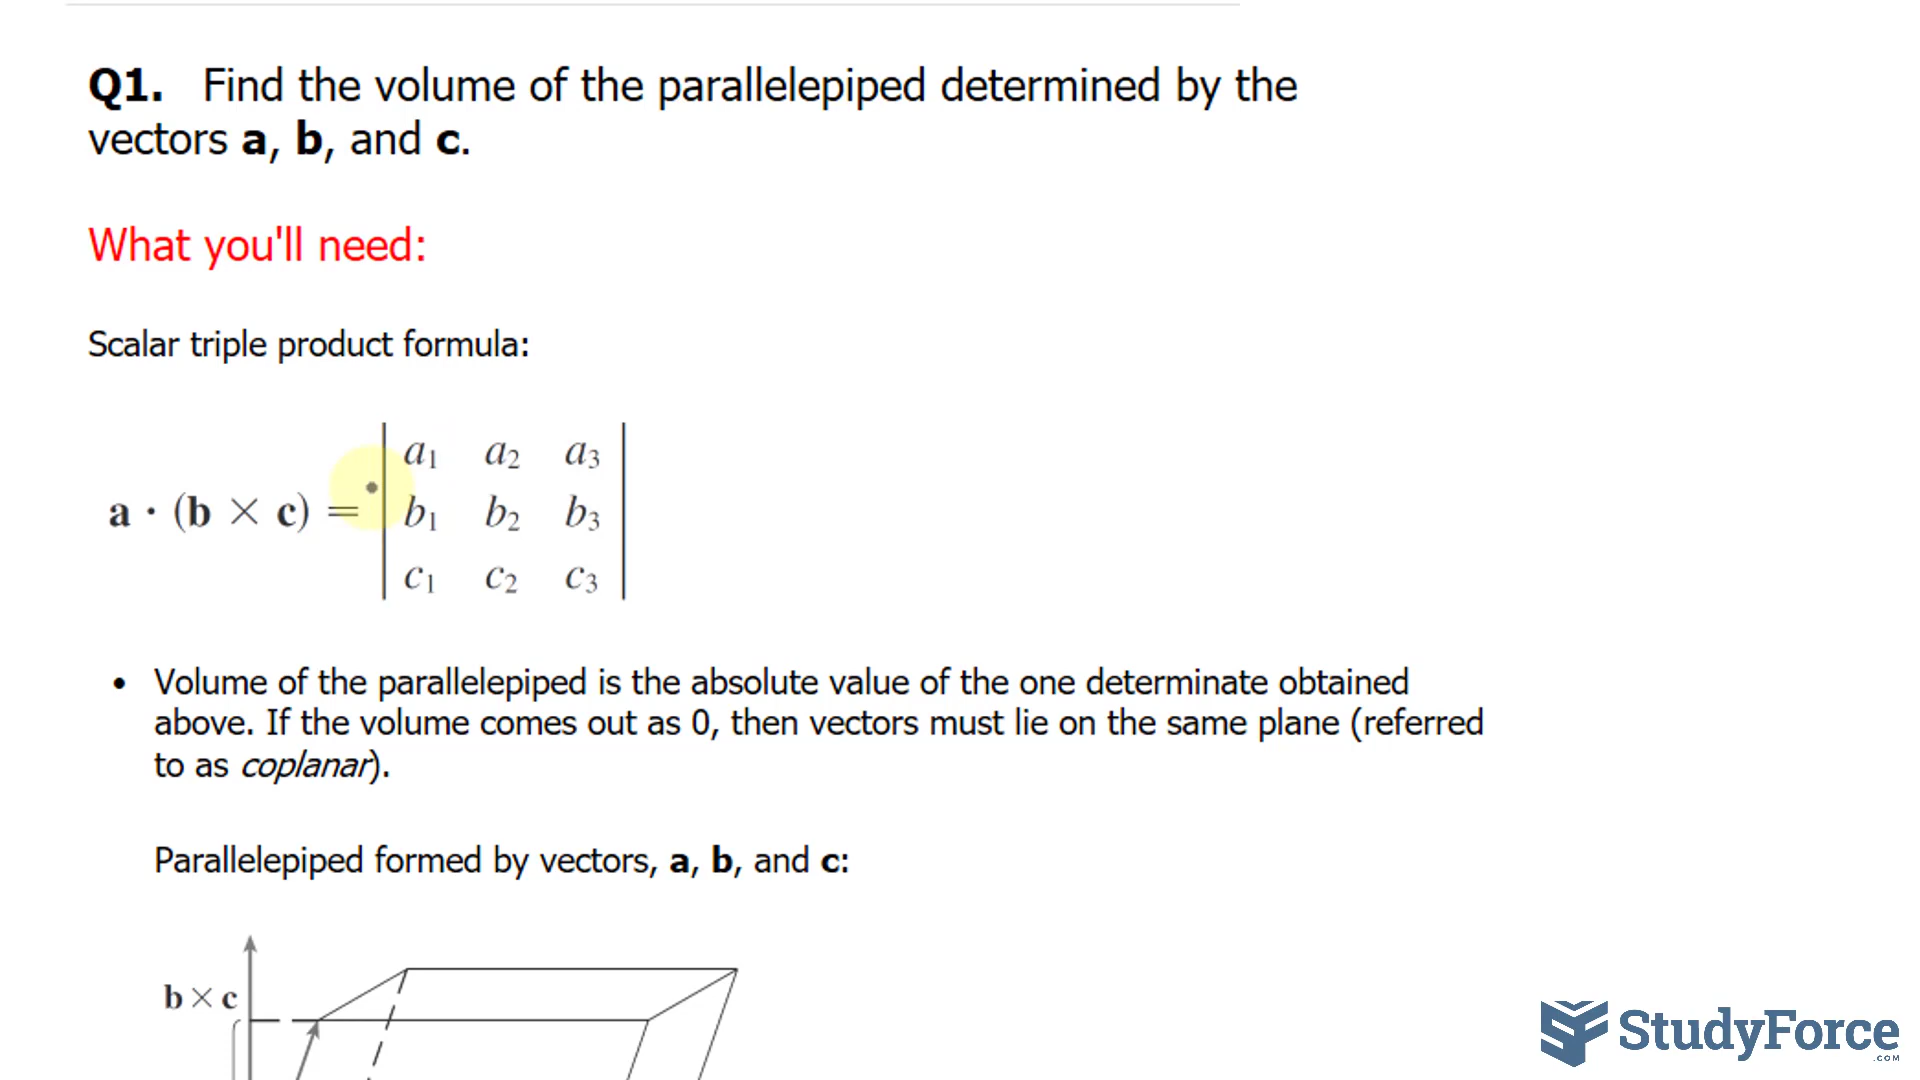 Q1. Find the volume of the parallelepiped determined by the
vectors a, b, and c.
What you'll need:
Scalar triple product formula:
a · (b × c) = | a1 a2 a3 |
| b1 b2 b3 |
| c1 c2 c3 |
• Volume of the parallelepiped is the absolute value of the one determinate obtained
above. If the volume comes out as 0, then vectors must lie on the same plane (referred
to as coplanar).
Parallelepiped formed by vectors, a, b, and c:
b × c
StudyForce
.COM